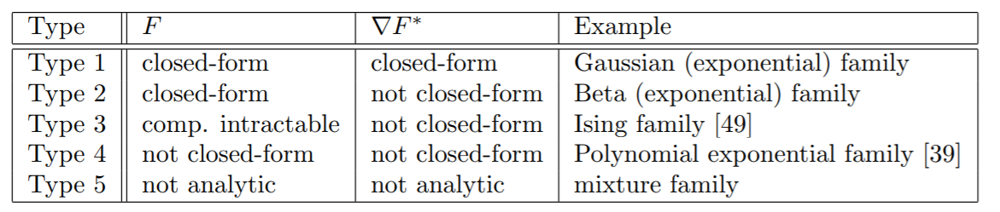 Type F ∇F* Example
Type 1 closed-form closed-form Gaussian (exponential) family
Type 2 closed-form not closed-form Beta (exponential) family
Type 3 comp. intractable not closed-form Ising family [49]
Type 4 not closed-form not closed-form Polynomial exponential family [39]
Type 5 not analytic not analytic mixture family